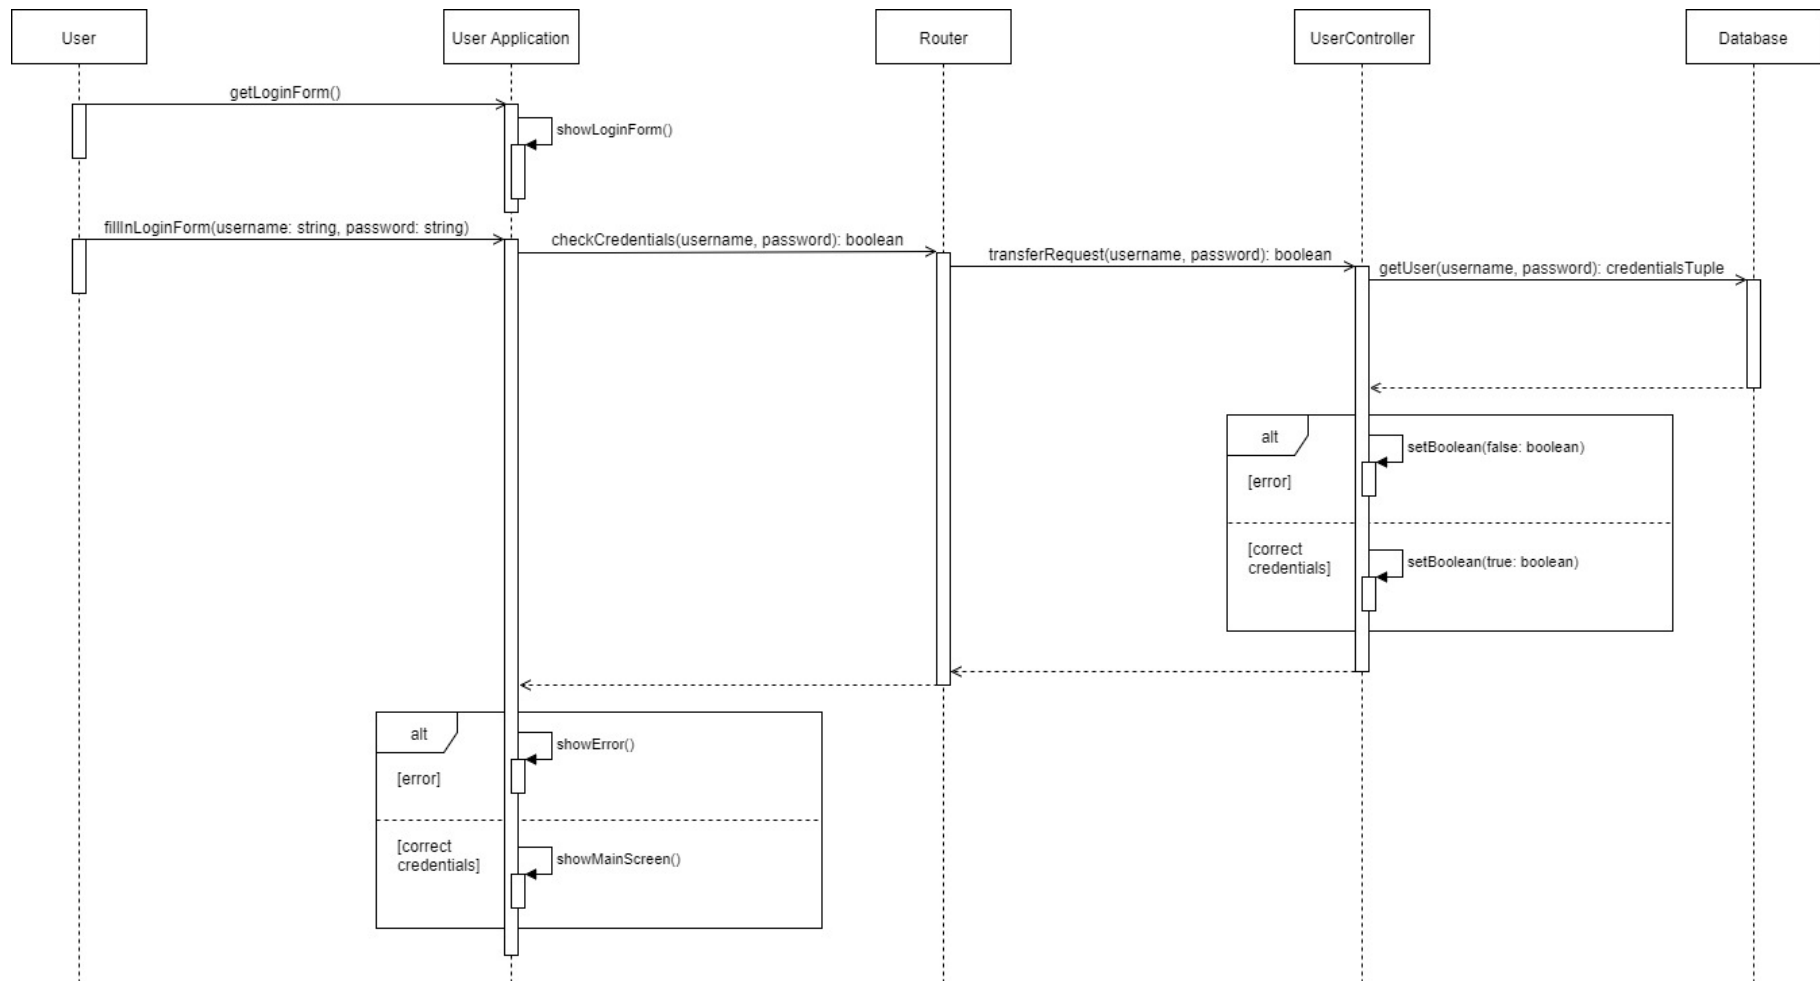 User
User Application
Router
UserController
Database
getLoginForm()
showLoginForm()
fillInLoginForm(username: string, password: string)
checkCredentials(username, password): boolean
transferRequest(username, password): boolean
getUser(username, password): credentialsTuple
alt
setBoolean(false: boolean)
[error]
[correct
credentials]
setBoolean(true: boolean)
alt
showError()
[error]
[correct
credentials]
showMainScreen()